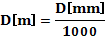 D[m] = D[mm] / 1000